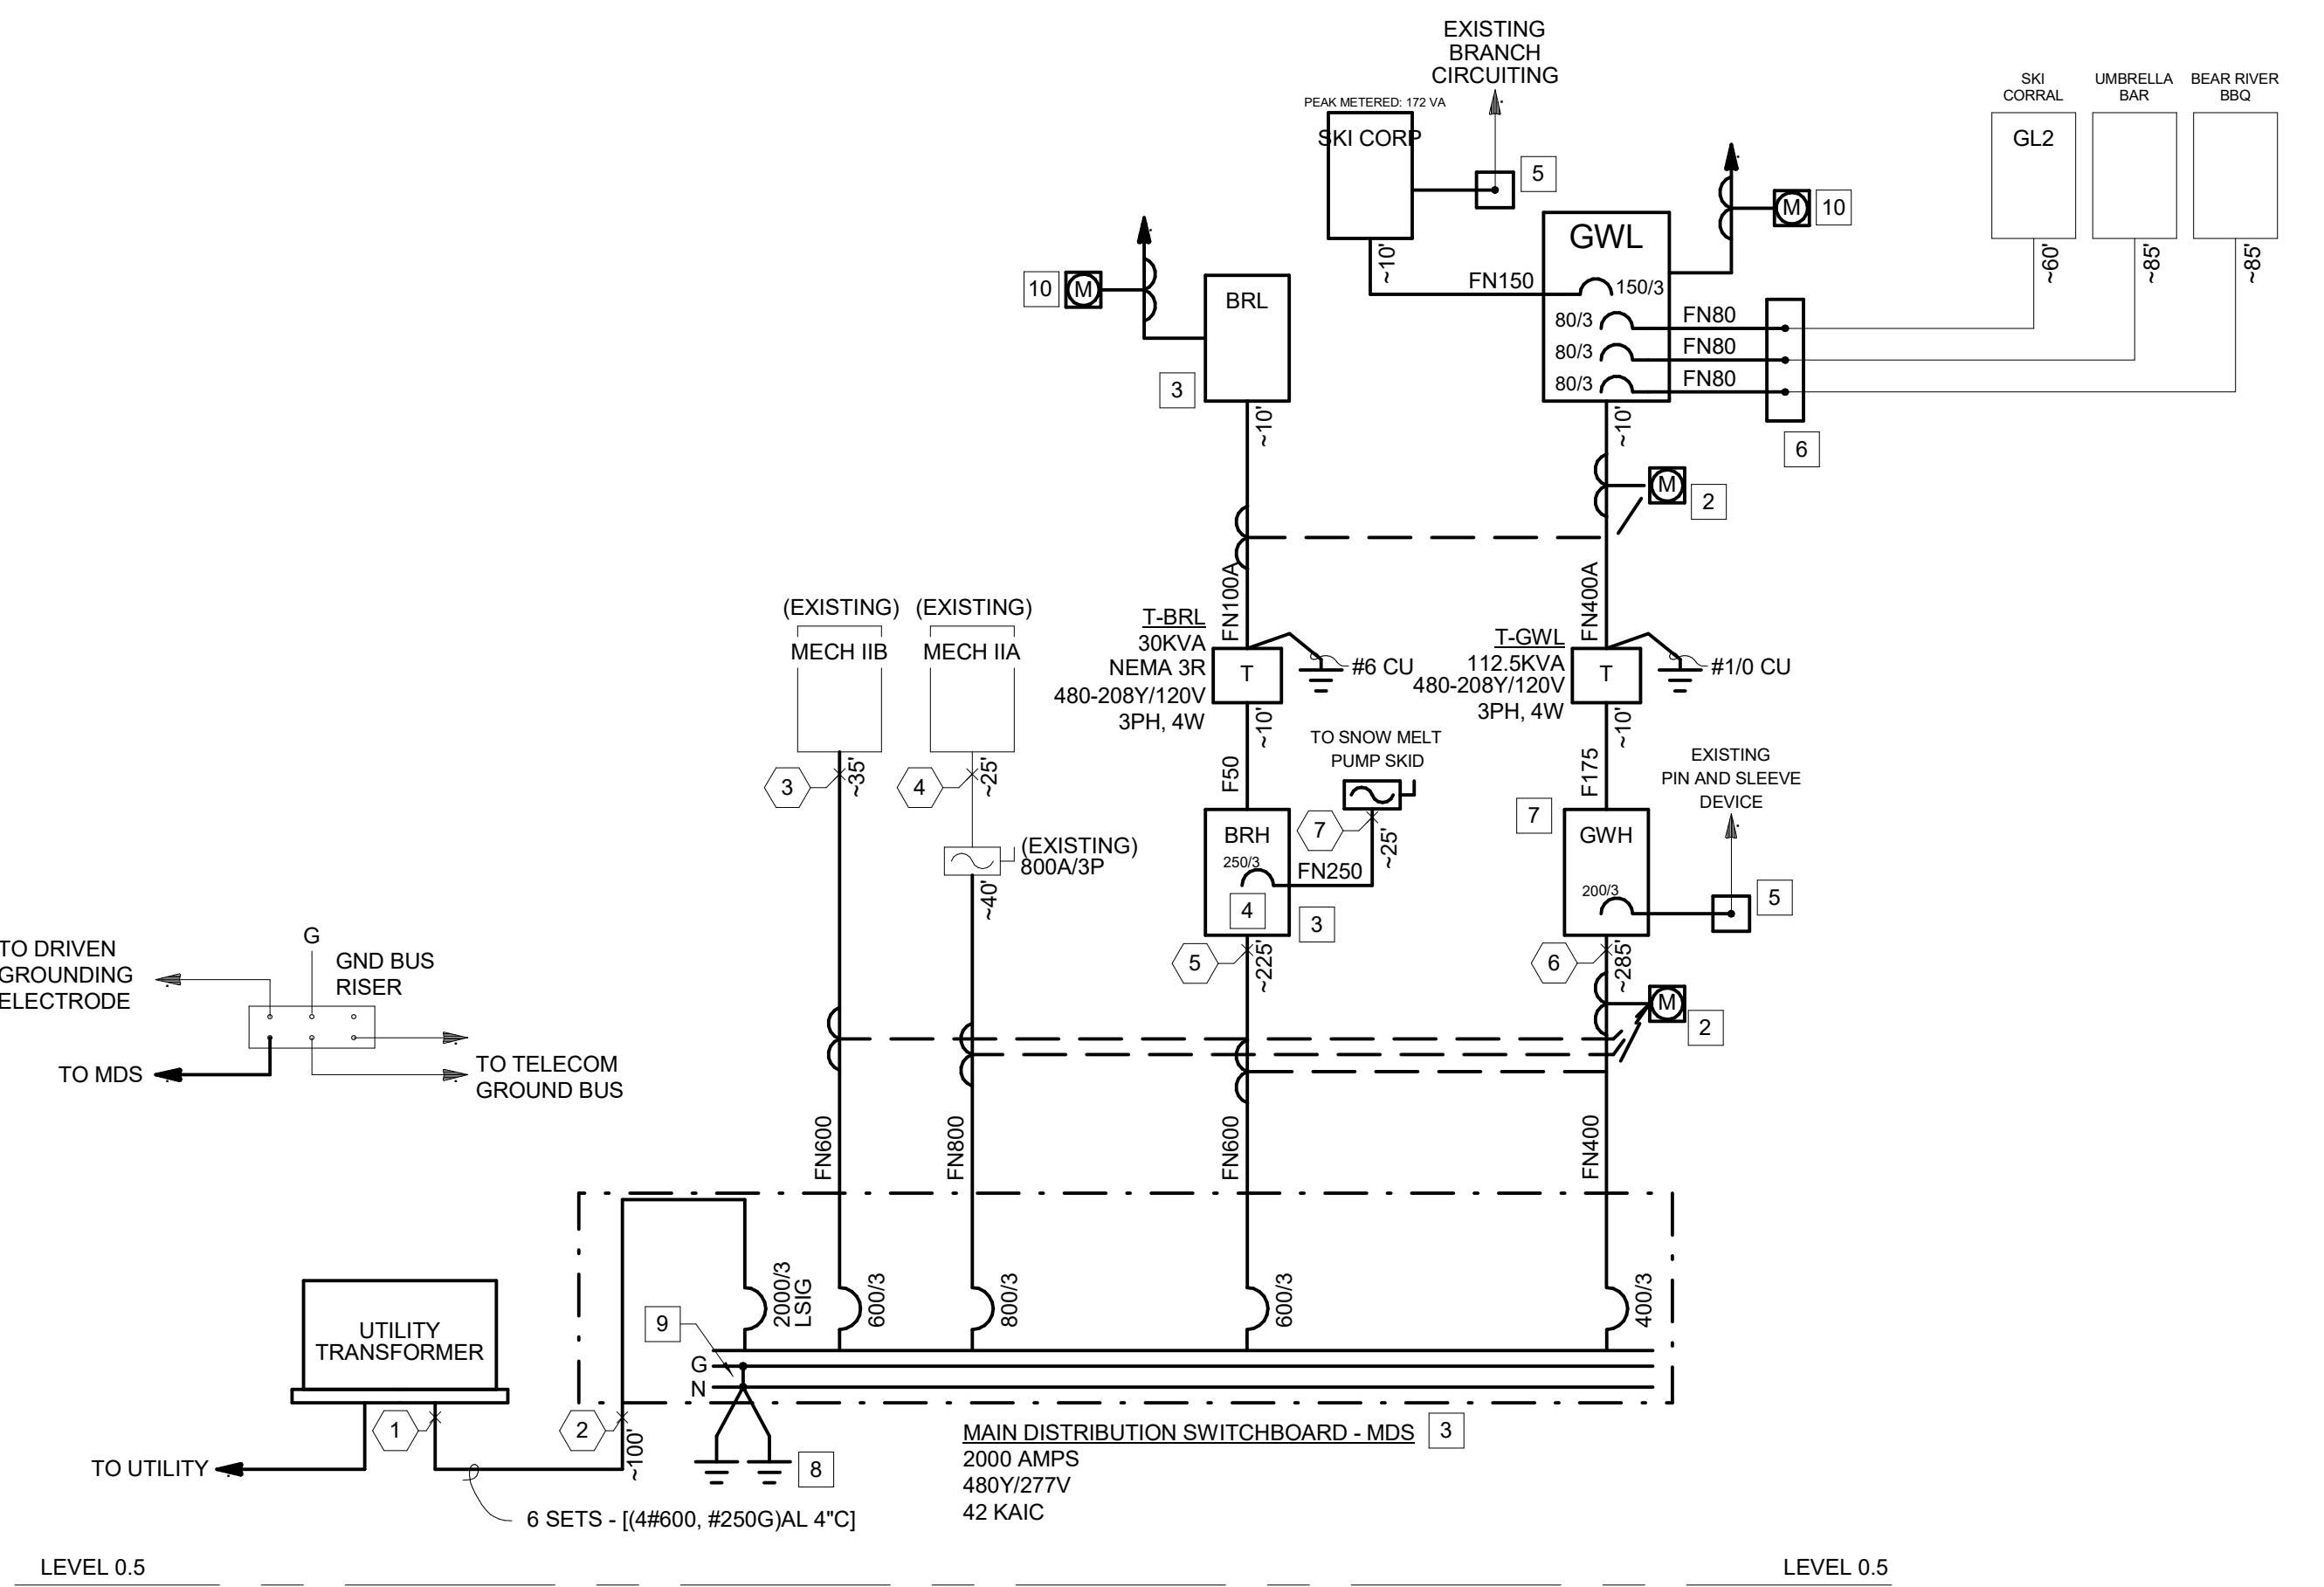 EXISTING
BRANCH
CIRCUITING
PEAK METERED: 172 VA
SKI CORP
5
~10'
FN150
GWL
150/3
80/3
80/3
80/3
FN80
FN80
FN80
M
10
6
SKI
CORRAL
GL2
~60'
UMBRELLA
BAR
~85'
BEAR RIVER
BBQ
~85'
10
M
BRL
3
~10'
~10'
M
2
FN100A
FN400A
T-BRL
30KVA
NEMA 3R
480-208Y/120V
3PH, 4W
T
#6 CU
~10'
T-GWL
112.5KVA
480-208Y/120V
3PH, 4W
T
#1/0 CU
~10'
(EXISTING)
MECH IIB
3
~35'
(EXISTING)
MECH IIA
4
~25'
(EXISTING)
800A/3P
~40'
F50
TO SNOW MELT
PUMP SKID
7
~25'
BRH
250/3
FN250
4
3
5
~225'
F175
EXISTING
PIN AND SLEEVE
DEVICE
7
GWH
200/3
5
6
~285'
M
2
TO DRIVEN
GROUNDING
ELECTRODE
G
GND BUS
RISER
TO MDS
TO TELECOM
GROUND BUS
FN600
FN800
FN600
FN400
2000/3
LSIG
600/3
800/3
600/3
400/3
9
G
N
UTILITY
TRANSFORMER
1
2
~100'
TO UTILITY
8
6 SETS - [(4#600, #250G)AL 4"C]
MAIN DISTRIBUTION SWITCHBOARD - MDS
3
2000 AMPS
480Y/277V
42 KAIC
LEVEL 0.5
LEVEL 0.5